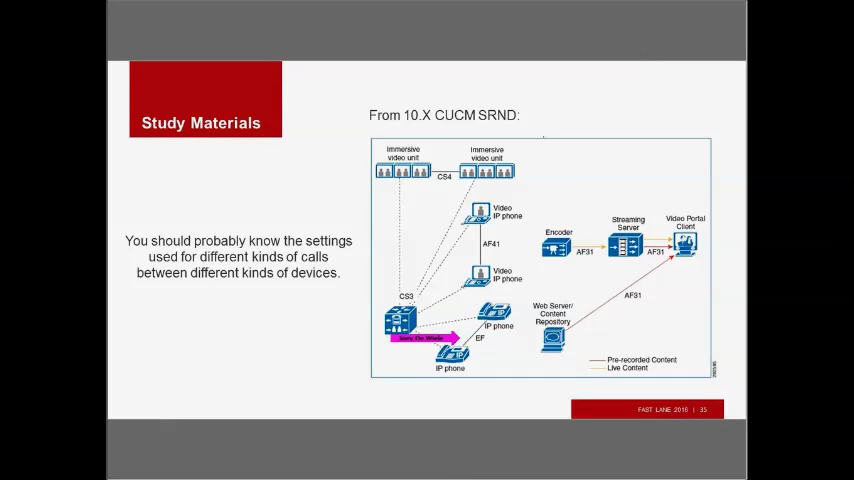 Study Materials
From 10.X CUCM SRND:
You should probably know the settings
used for different kinds of calls
between different kinds of devices.
Immersive
video unit
Immersive
video unit
CS4
Video
IP phone
AF41
Video
IP phone
CS3
IP phone
EF
IP phone
Encoder
AF31
Streaming
Server
AF31
Video Portal
Client
AF31
Web Server/
Content
Repository
Pre-recorded Content
Live Content
FAST LANE 2016 | 35